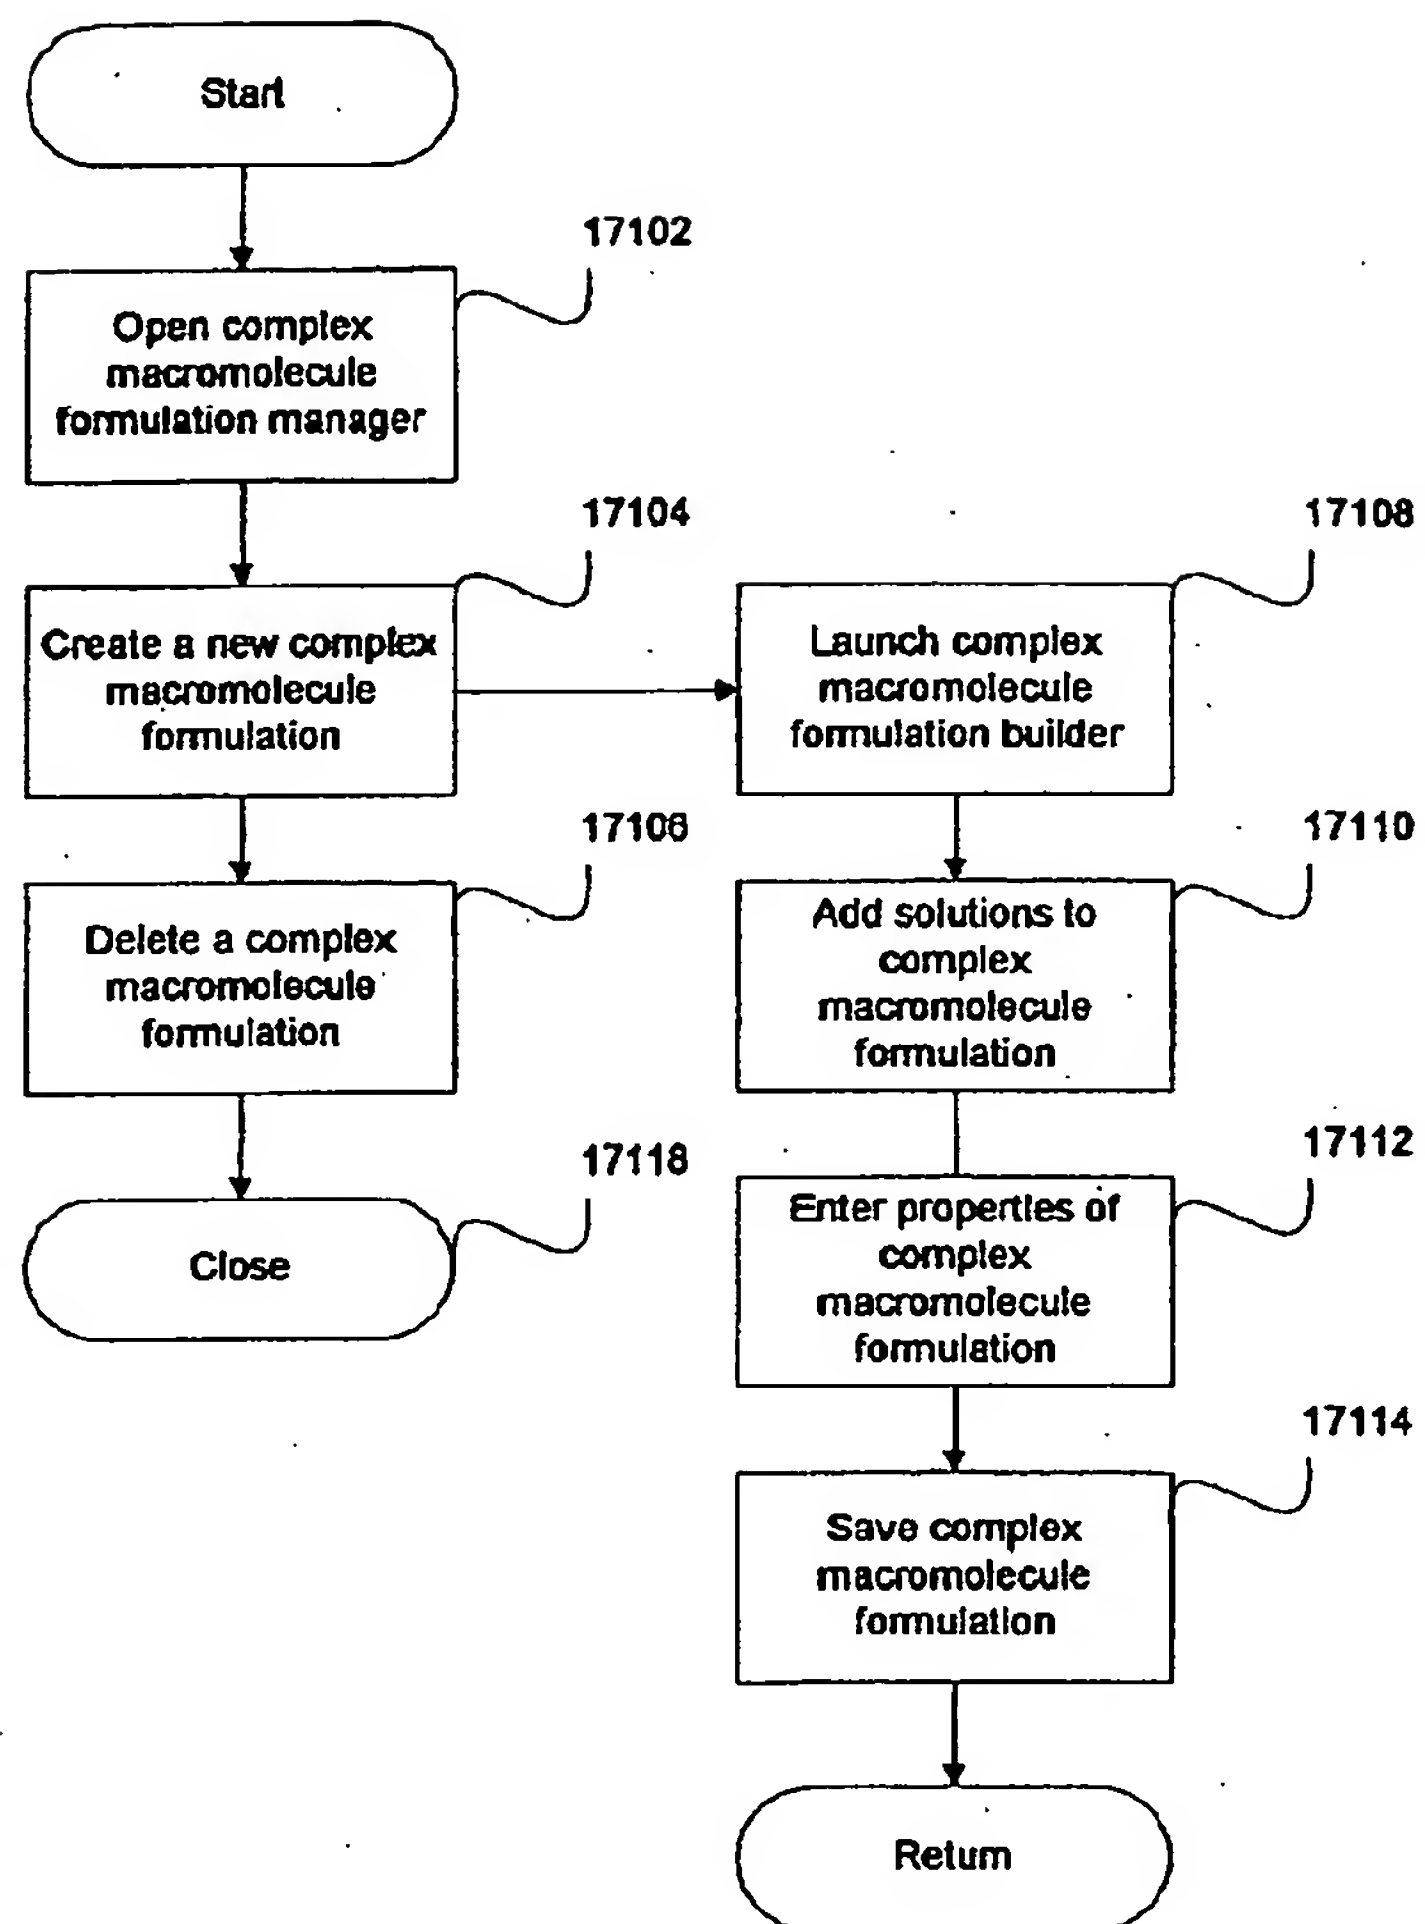 Start
17102
Open complex
macromolecule
formulation manager
17104
Create a new complex
macromolecule
formulation
17106
Delete a complex
macromolecule
formulation
17118
Close
17108
Launch complex
macromolecule
formulation builder
17110
Add solutions to
complex
macromolecule
formulation
17112
Enter properties of
complex
macromolecule
formulation
17114
Save complex
macromolecule
formulation
Return